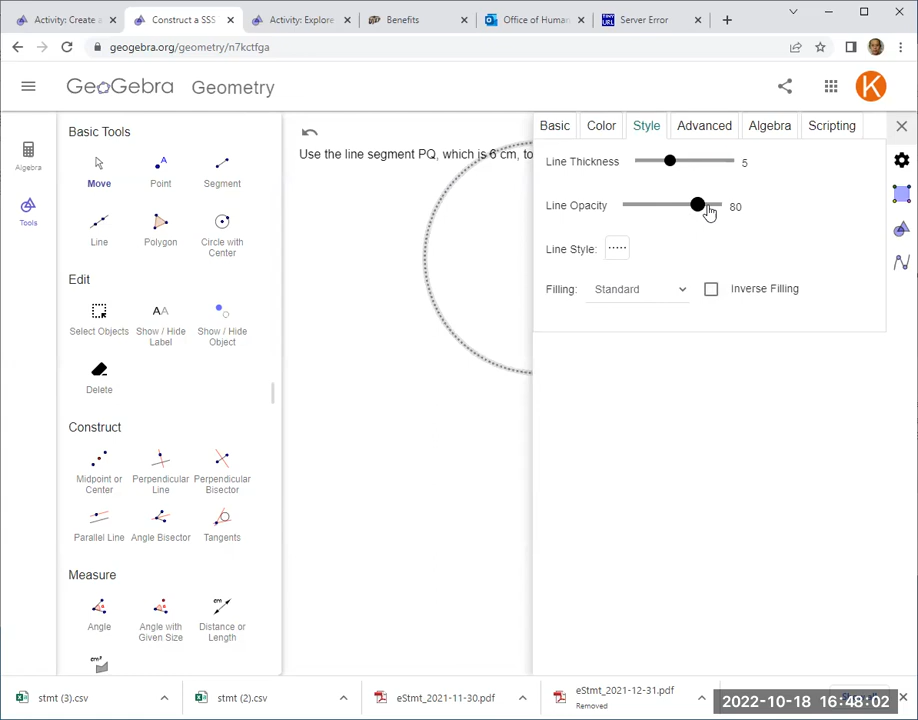 Activity: Create a
Construct a SSS
Activity: Explore
Benefits
Office of Human
Server Error
geogebra.org/geometry/n7kctfga
GeoGebra Geometry
K
Basic Color Style Advanced Algebra Scripting
Algebra
Tools
Basic Tools
Move
Point
Segment
Line
Polygon
Circle with
Center
Edit
Select Objects
Show / Hide
Label
Show / Hide
Object
Delete
Construct
Midpoint or
Center
Perpendicular
Line
Perpendicular
Bisector
Parallel Line
Angle Bisector
Tangents
Measure
Angle
Angle with
Given Size
Distance or
Length
Use the line segment PQ, which is 6 cm, to
Line Thickness 5
Line Opacity 80
Line Style:
Filling: Standard Inverse Filling
stmt (3).csv
stmt (2).csv
eStmt_2021-11-30.pdf
eStmt_2021-12-31.pdf
Removed
2022-10-18 16:48:02